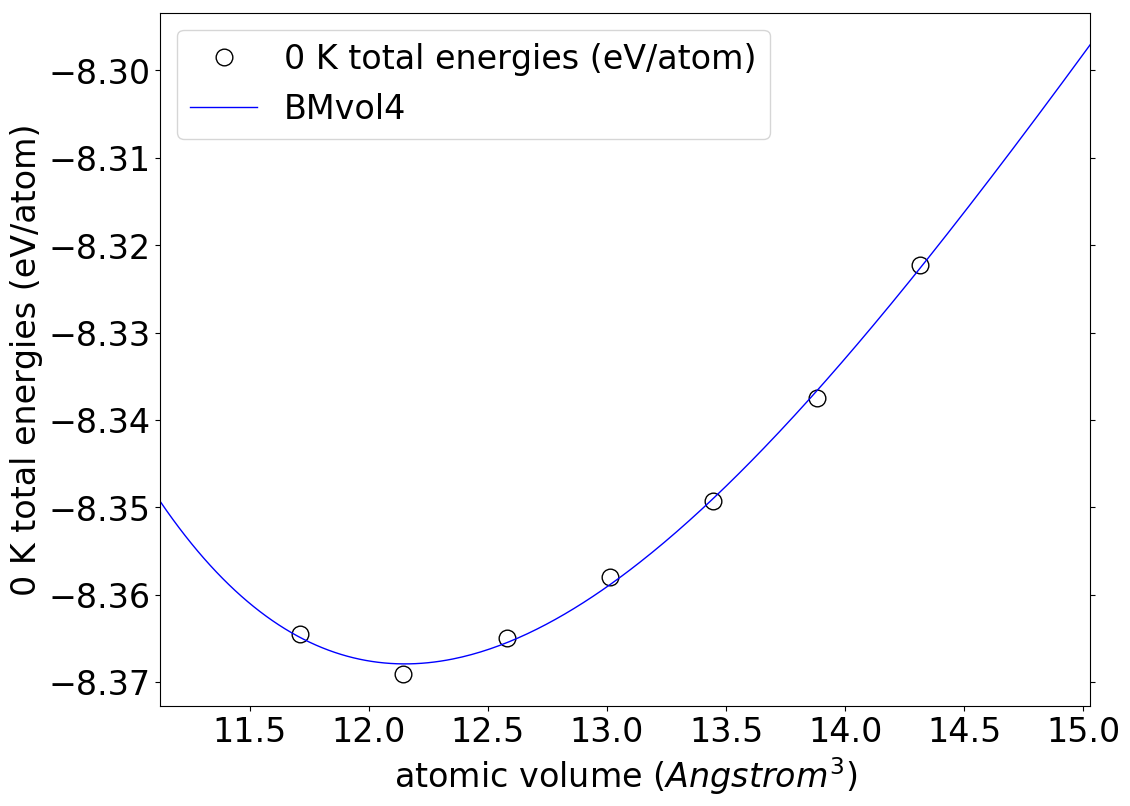 0 K total energies (eV/atom)
BMvol4
0 K total energies (eV/atom)
−8.30
−8.31
−8.32
−8.33
−8.34
−8.35
−8.36
−8.37
11.5 12.0 12.5 13.0 13.5 14.0 14.5 15.0
atomic volume (Angstrom³)